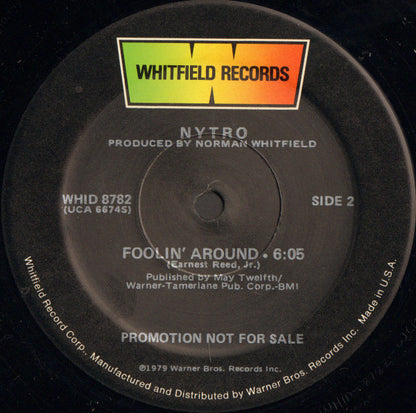 WHITFIELD RECORDS
NYTRO
PRODUCED BY NORMAN WHITFIELD
WHID 8782
(UCA 6674S)
SIDE 2
FOOLIN' AROUND • 6:05
(Earnest Reed, Jr.)
Published by May Twelfth/
Warner-Tamerlane Pub. Corp.-BMI
PROMOTION NOT FOR SALE
℗1979 Warner Bros. Records Inc.
Whitfield Record Corp. Manufactured and Distributed by Warner Bros. Records Inc. Made in U.S.A.